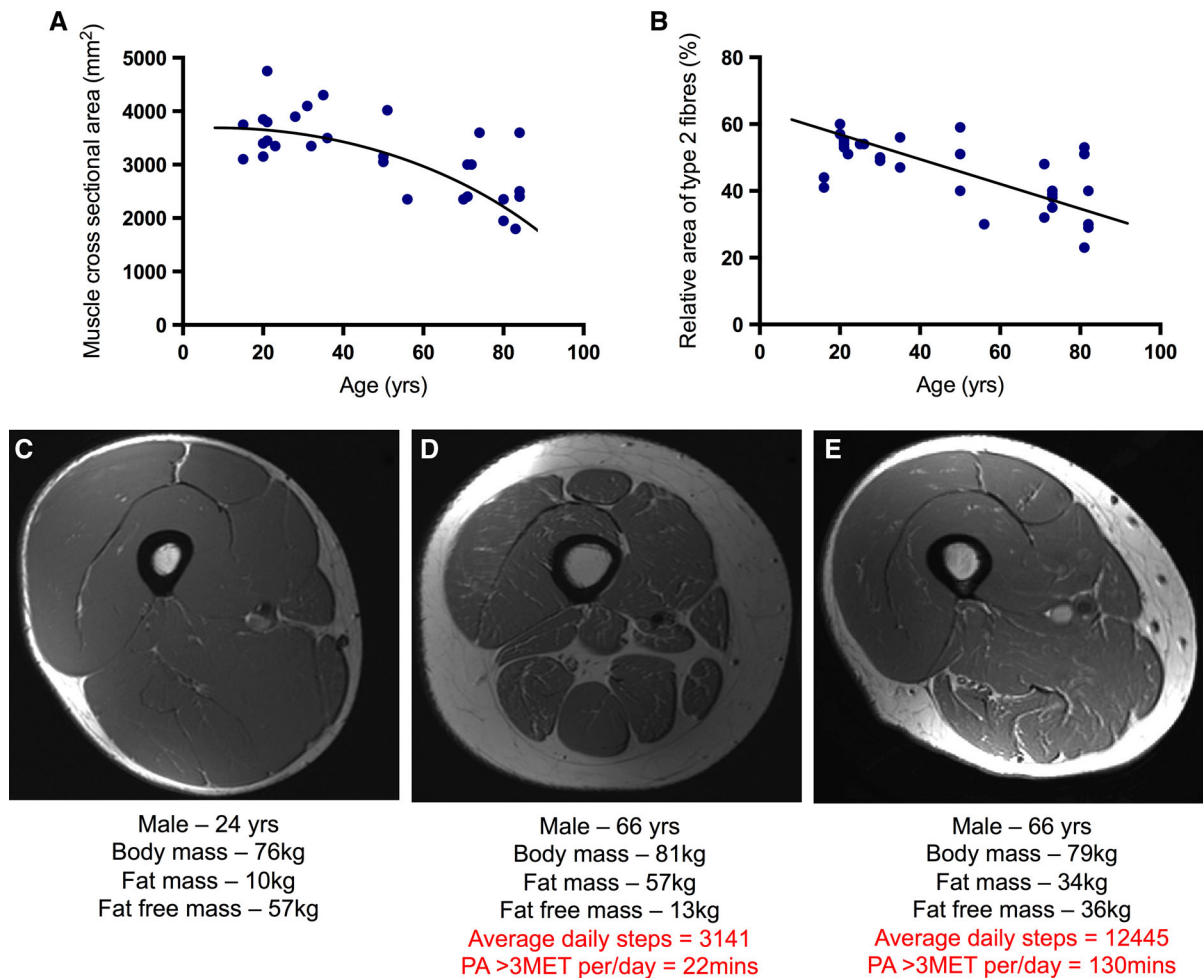 A
Muscle cross sectional area (mm²)
5000
4000
3000
2000
1000
0
0 20 40 60 80 100
Age (yrs)
B
Relative area of type 2 fibres (%)
80
60
40
20
0
0 20 40 60 80 100
Age (yrs)
C
Male – 24 yrs
Body mass – 76kg
Fat mass – 10kg
Fat free mass – 57kg
D
Male – 66 yrs
Body mass – 81kg
Fat mass – 57kg
Fat free mass – 13kg
Average daily steps = 3141
PA >3MET per/day = 22mins
E
Male – 66 yrs
Body mass – 79kg
Fat mass – 34kg
Fat free mass – 36kg
Average daily steps = 12445
PA >3MET per/day = 130mins